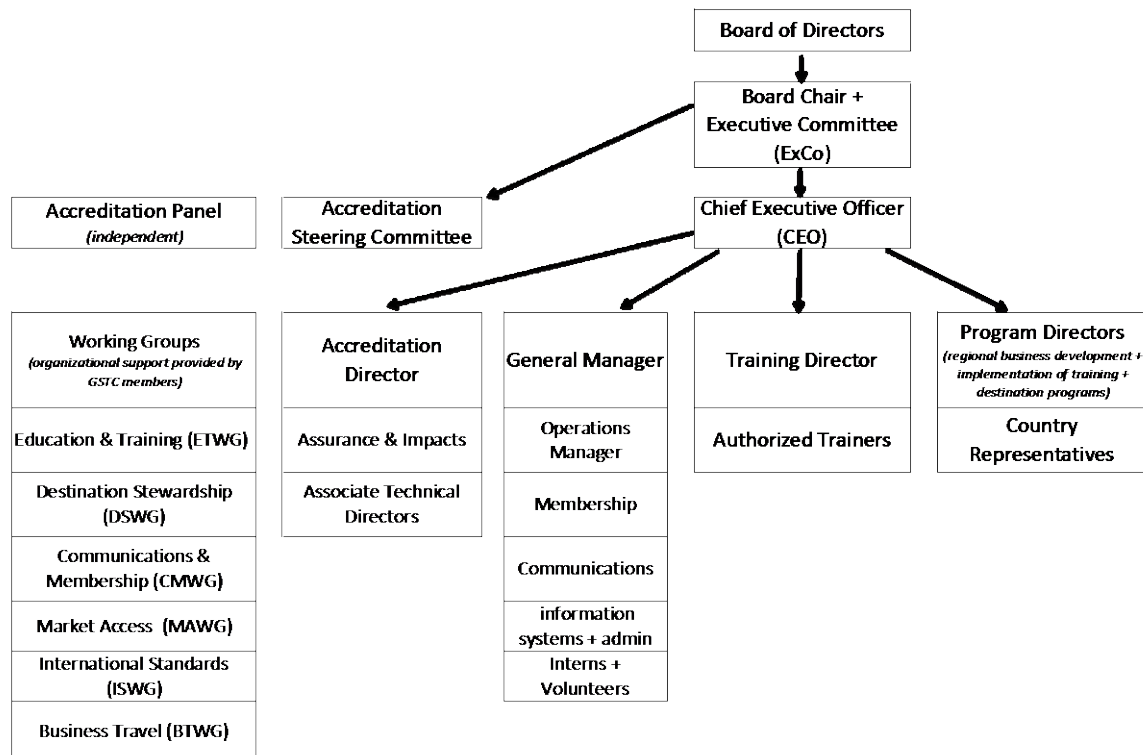 Board of Directors
Board Chair +
Executive Committee
(ExCo)
Accreditation Panel
(independent)
Accreditation
Steering Committee
Chief Executive Officer
(CEO)
Working Groups
(organizational support provided by
GSTC members)
Education & Training (ETWG)
Destination Stewardship
(DSWG)
Communications &
Membership (CMWG)
Market Access (MAWG)
International Standards
(ISWG)
Business Travel (BTWG)
Accreditation
Director
Assurance & Impacts
Associate Technical
Directors
General Manager
Operations
Manager
Membership
Communications
information
systems + admin
Interns +
Volunteers
Training Director
Authorized Trainers
Program Directors
(regional business development +
implementation of training +
destination programs)
Country
Representatives